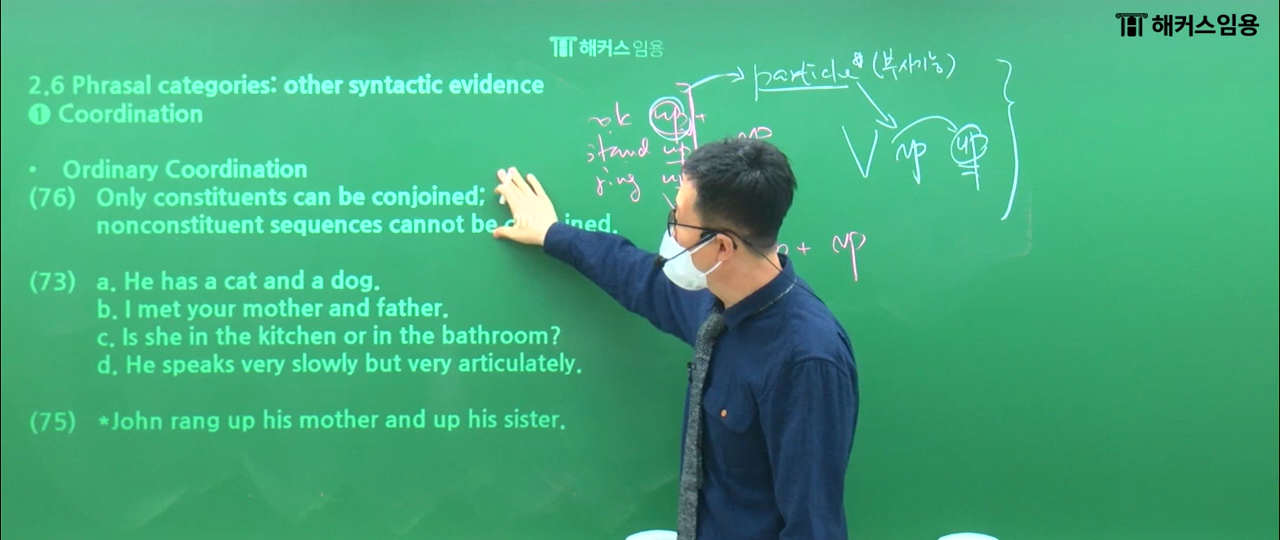 해커스임용
해커스임용
2.6 Phrasal categories: other syntactic evidence
❶ Coordination
• Ordinary Coordination
(76) Only constituents can be conjoined;
nonconstituent sequences cannot be
(73) a. He has a cat and a dog.
b. I met your mother and father.
c. Is she in the kitchen or in the bathroom?
d. He speaks very slowly but very articulately.
(75) *John rang up his mother and up his sister.
particle (부사기능)
up +
stand up
ring up
V np up
+ np